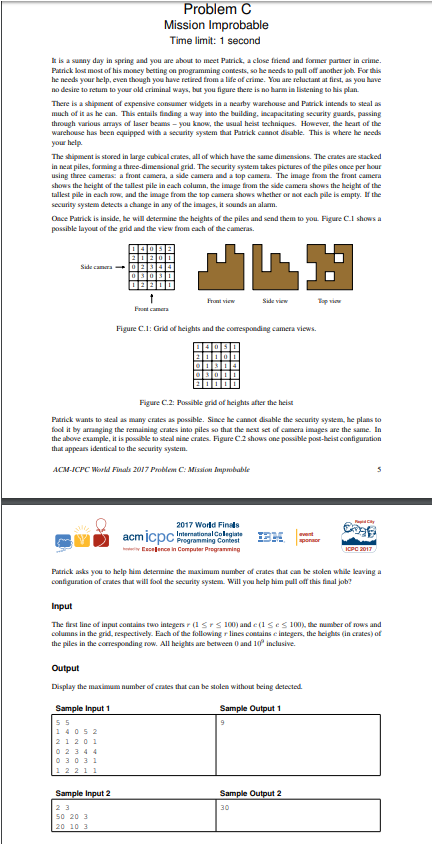 Problem C
Mission Improbable
Time limit: 1 second
It is a sunny day in spring and you are about to meet Patrick, a close friend and former partner in crime.
Patrick lost most of his money betting on programming contests, so he needs to pull off another job. For this
he needs your help, even though you have retired from a life of crime. You are reluctant at first, as you have
no desire to return to your old criminal ways, but you figure there is no harm in listening to his plan.
There is a shipment of expensive consumer widgets in a nearby warehouse and Patrick intends to steal as
much of it as he can. This entails finding a way into the building, incapacitating security guards, passing
through various arrays of laser beams – you know, the usual heist techniques. However, the heart of the
warehouse has been equipped with a security system that Patrick cannot disable. This is where he needs
your help.
The shipment is stored in large cubical crates, all of which have the same dimensions. The crates are stacked
in neat piles, forming a three-dimensional grid. The security system takes pictures of the piles once per hour
using three cameras: a front camera, a side camera and a top camera. The image from the front camera
shows the height of the tallest pile in each column, the image from the side camera shows the height of the
tallest pile in each row, and the image from the top camera shows whether or not each pile is empty. If the
security system detects a change in any of the images, it sounds an alarm.
Once Patrick is inside, he will determine the heights of the piles and send them to you. Figure C.1 shows a
possible layout of the grid and the view from each of the cameras.
1 4 0 5 2
2 1 2 0 1
Side camera
0 2 3 4 4
0 3 0 3 1
1 2 2 1 1
Front camera
Front view
Side view
Top view
Figure C.1: Grid of heights and the corresponding camera views.
1 4 0 5 1
2 1 1 0 1
0 1 3 1 4
0 3 0 1 1
2 1 1 1 1
Figure C.2: Possible grid of heights after the heist
Patrick wants to steal as many crates as possible. Since he cannot disable the security system, he plans to
fool it by arranging the remaining crates into piles so that the next set of camera images are the same. In
the above example, it is possible to steal nine crates. Figure C.2 shows one possible post-heist configuration
that appears identical to the security system.
ACM-ICPC World Finals 2017 Problem C: Mission Improbable
5
2017 World Finals
acm icpc International Collegiate
Programming Contest
hosted by Excellence in Computer Programming
IBM
event
sponsor
Rapid City
ICPC 2017
Patrick asks you to help him determine the maximum number of crates that can be stolen while leaving a
configuration of crates that will fool the security system. Will you help him pull off this final job?
Input
The first line of input contains two integers r (1 ≤ r ≤ 100) and c (1 ≤ c ≤ 100), the number of rows and
columns in the grid, respectively. Each of the following r lines contains c integers, the heights (in crates) of
the piles in the corresponding row. All heights are between 0 and 10⁹ inclusive.
Output
Display the maximum number of crates that can be stolen without being detected.
Sample Input 1
Sample Output 1
5 5
9
1 4 0 5 2
2 1 2 0 1
0 2 3 4 4
0 3 0 3 1
1 2 2 1 1
Sample Input 2
Sample Output 2
2 3
30
50 20 3
20 10 3